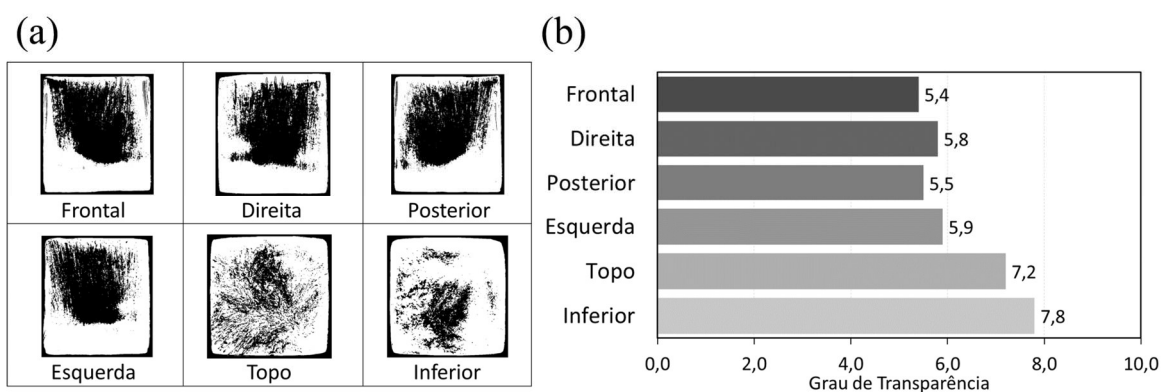 (a)
Frontal
Direita
Posterior
Esquerda
Topo
Inferior
(b)
Frontal
5,4
Direita
5,8
Posterior
5,5
Esquerda
5,9
Topo
7,2
Inferior
7,8
0,0 2,0 4,0 6,0 8,0 10,0
Grau de Transparência